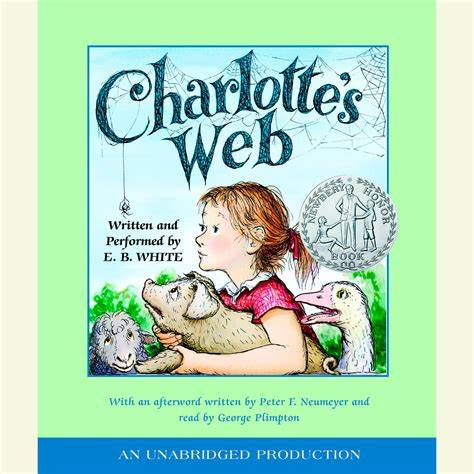 Charlotte's
Web
Written and
Performed by
E. B. WHITE
NEWBERY HONOR
BOOK
With an afterword written by Peter F. Neumeyer and
read by George Plimpton
AN UNABRIDGED PRODUCTION